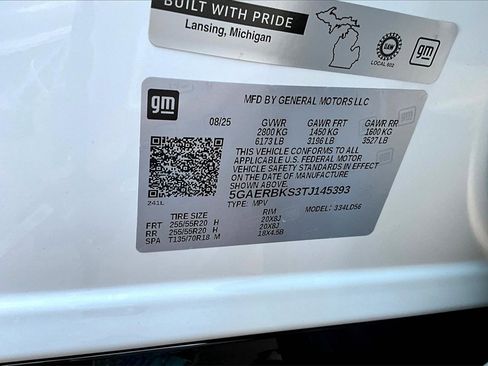 BUILT WITH PRIDE
Lansing, Michigan
UAW
LOCAL 602
gm
gm
MFD BY GENERAL MOTORS LLC
08/25 GVWR GAWR FRT GAWR RR
2800 KG 1450 KG 1600 KG
6173 LB 3196 LB 3527 LB
THIS VEHICLE CONFORMS TO ALL
APPLICABLE U.S. FEDERAL MOTOR
VEHICLE SAFETY STANDARDS IN EFFECT
ON THE DATE OF MANUFACTURE
SHOWN ABOVE.
5GAERBKS3TJ145393
TYPE: MPV MODEL: 334LD56
241L
TIRE SIZE RIM
FRT 255/55R20 H 20X8J
RR 255/55R20 H 20X8J
SPA T135/70R18 M 18X4.5B